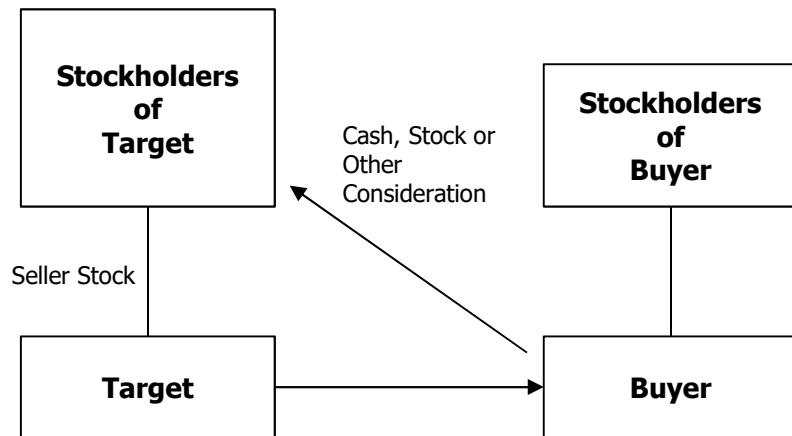 Stockholders
of
Target
Cash, Stock or
Other
Consideration
Stockholders
of
Buyer
Seller Stock
Target
Buyer